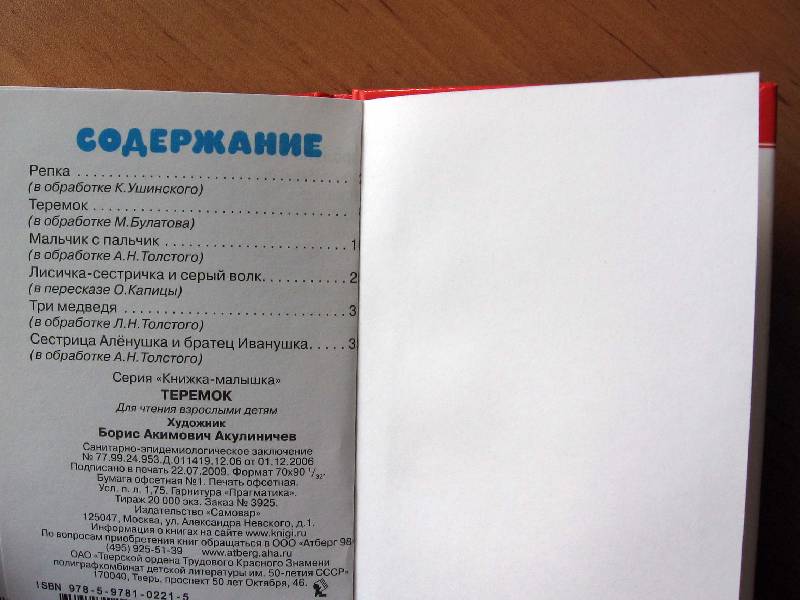 СОДЕРЖАНИЕ
Репка
(в обработке К.Ушинского)
Теремок
(в обработке М.Булатова)
Мальчик с пальчик 1
(в обработке А.Н.Толстого)
Лисичка-сестричка и серый волк 2
(в пересказе О.Капицы)
Три медведя 3
(в обработке Л.Н.Толстого)
Сестрица Алёнушка и братец Иванушка 3
(в обработке А.Н.Толстого)
Серия «Книжка-малышка»
ТЕРЕМОК
Для чтения взрослыми детям
Художник
Борис Акимович Акулиничев
Санитарно-эпидемиологическое заключение
№ 77.99.24.953.Д.011419.12.06 от 01.12.2006
Подписано в печать 22.07.2009. Формат 70х90 1/32.
Бумага офсетная №1. Печать офсетная.
Усл. п. л. 1,75. Гарнитура «Прагматика».
Тираж 20 000 экз. Заказ № 3925.
Издательство «Самовар»
125047, Москва, ул. Александра Невского, д.1.
Информация о книгах на сайте www.knigi.ru
По вопросам приобретения книг обращаться в ООО «Атберг 98
(495) 925-51-39 www.atberg.aha.ru
ОАО «Тверской ордена Трудового Красного Знамени
полиграфкомбинат детской литературы им. 50-летия СССР»
170040, Тверь, проспект 50 лет Октября, 46.
ISBN 978-5-9781-0221-5